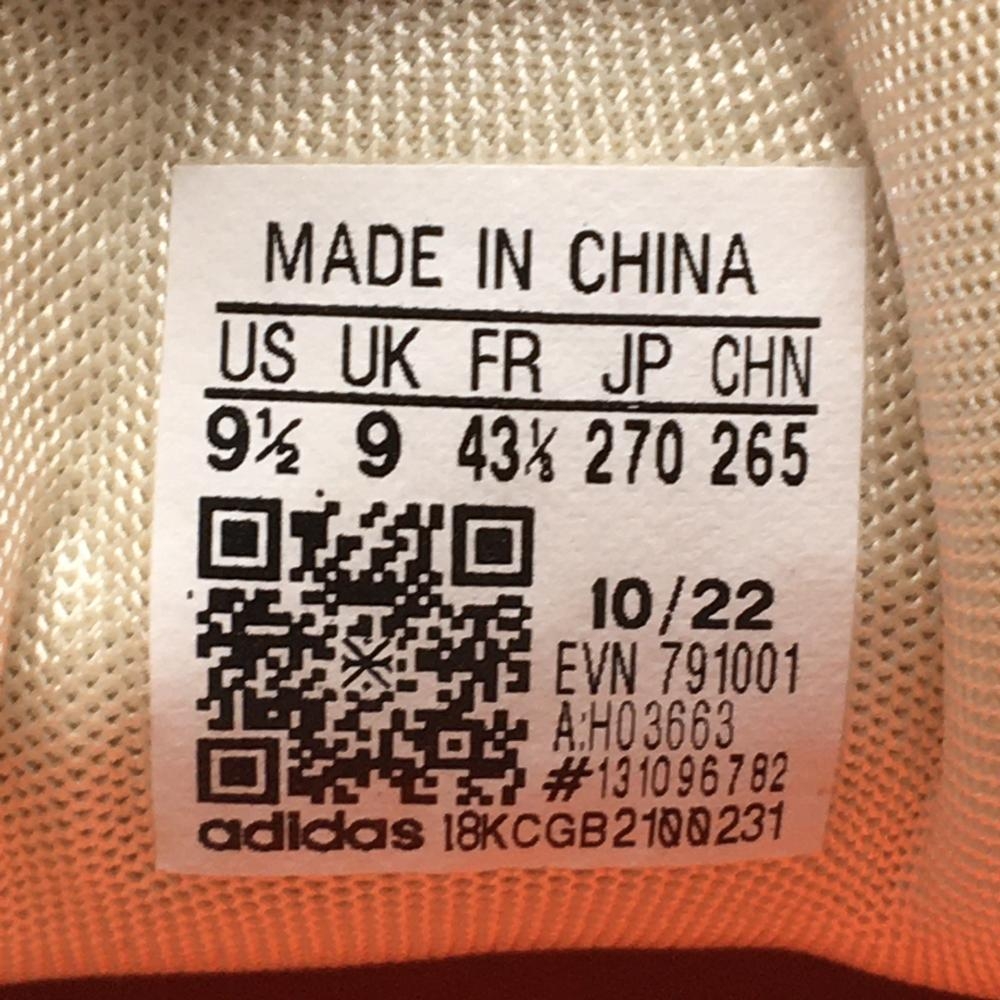 MADE IN CHINA
US UK FR JP CHN
9½ 9 43⅓ 270 265
10/22
EVN 791001
A:H03663
#131096782
adidas 18KCGB2100231